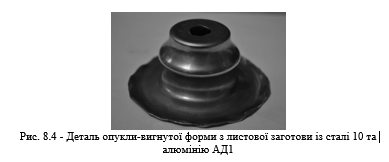 Рис. 8.4 - Деталь опукли-вигнутої форми з листової заготови із сталі 10 та
алюмінію АД1